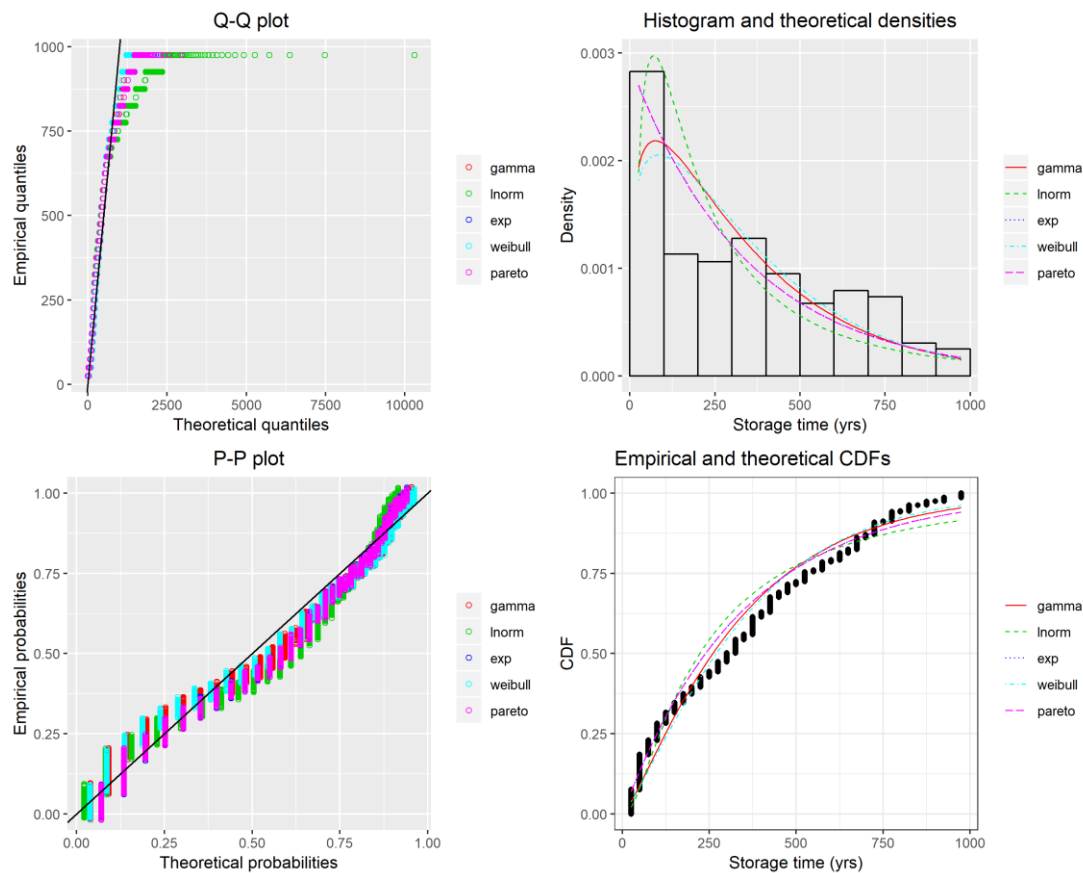 Q-Q plot
Empirical quantiles
1000
750
500
250
0
0
2500
5000
7500
10000
Theoretical quantiles
gamma
lnorm
exp
weibull
pareto
Histogram and theoretical densities
Density
0.003
0.002
0.001
0.000
0
250
500
750
1000
Storage time (yrs)
gamma
lnorm
exp
weibull
pareto
P-P plot
Empirical probabilities
1.00
0.75
0.50
0.25
0.00
0.00
0.25
0.50
0.75
1.00
Theoretical probabilities
gamma
lnorm
exp
weibull
pareto
Empirical and theoretical CDFs
CDF
1.00
0.75
0.50
0.25
0.00
0
250
500
750
1000
Storage time (yrs)
gamma
lnorm
exp
weibull
pareto